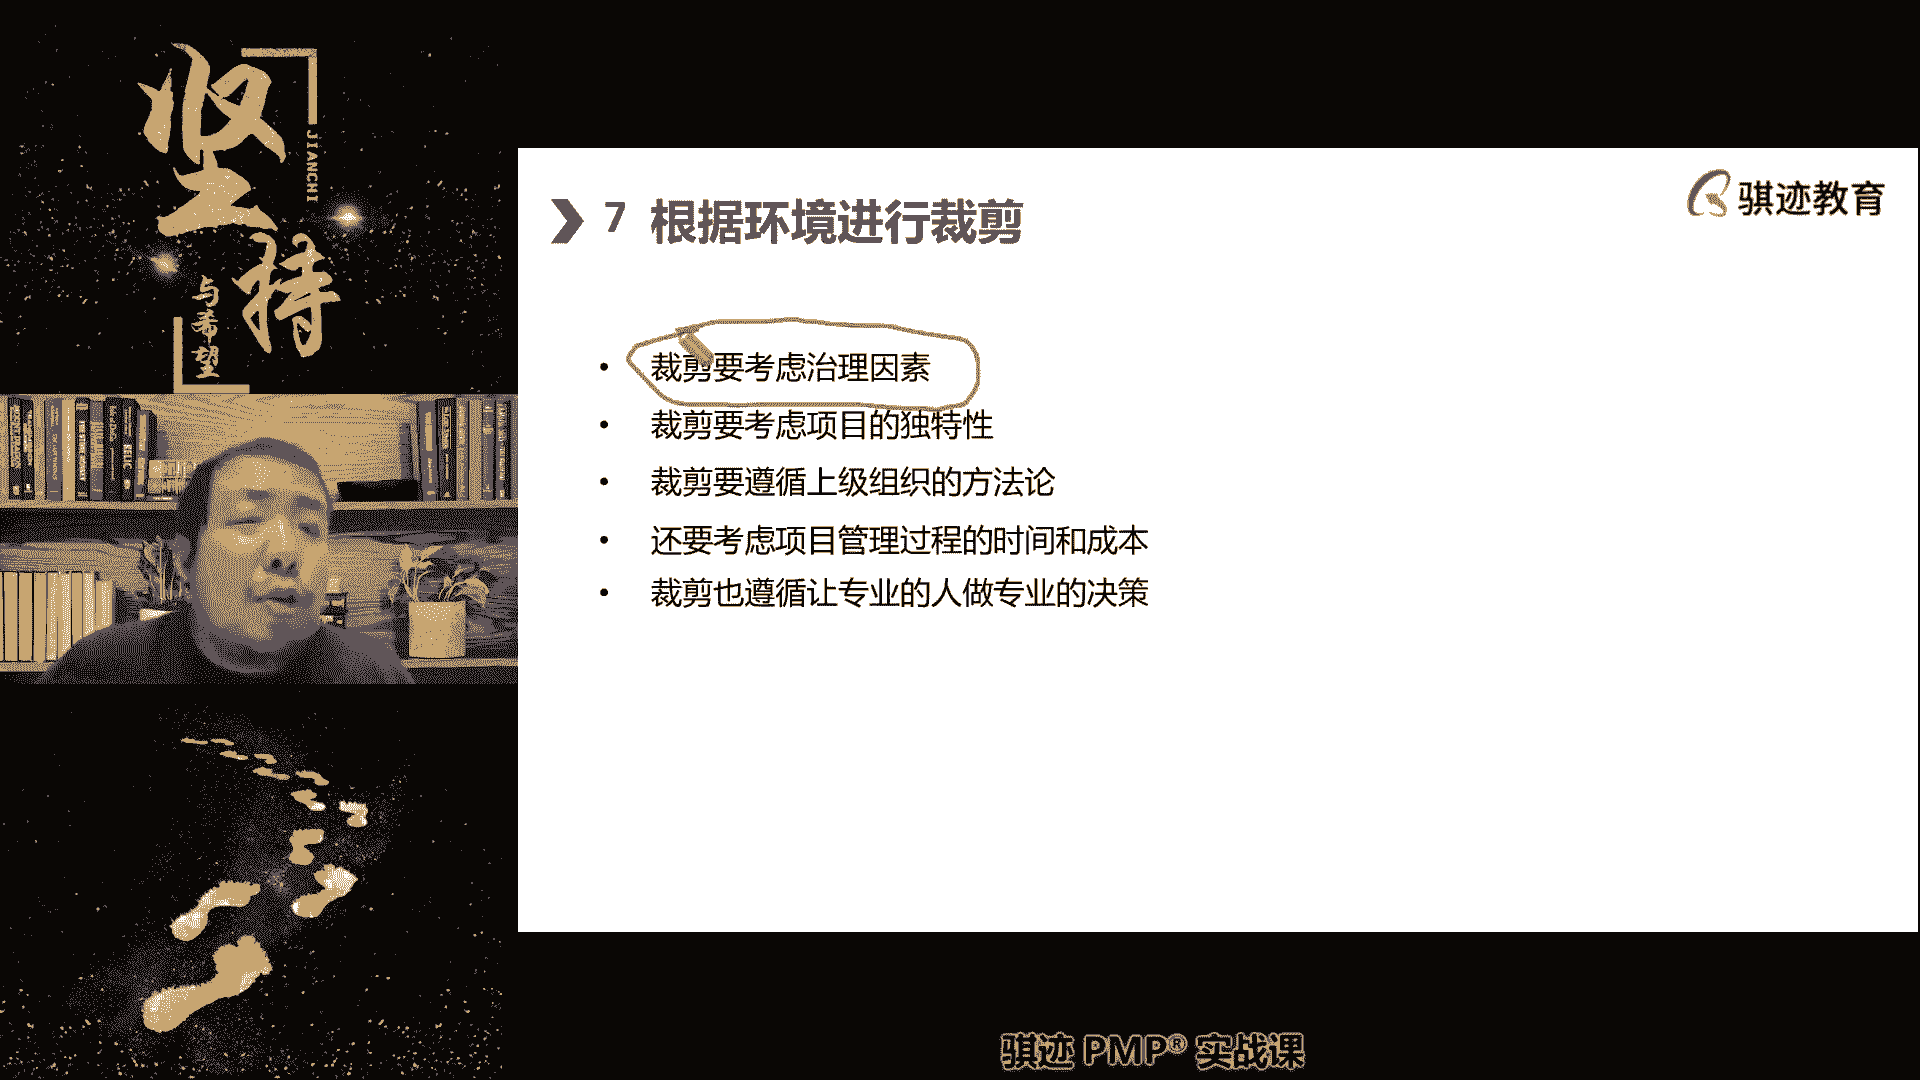 坚持
JIANCHI
与希望
7 根据环境进行裁剪
骐迹教育
• 裁剪要考虑治理因素
• 裁剪要考虑项目的独特性
• 裁剪要遵循上级组织的方法论
• 还要考虑项目管理过程的时间和成本
• 裁剪也遵循让专业的人做专业的决策
骐迹 PMP® 实战课